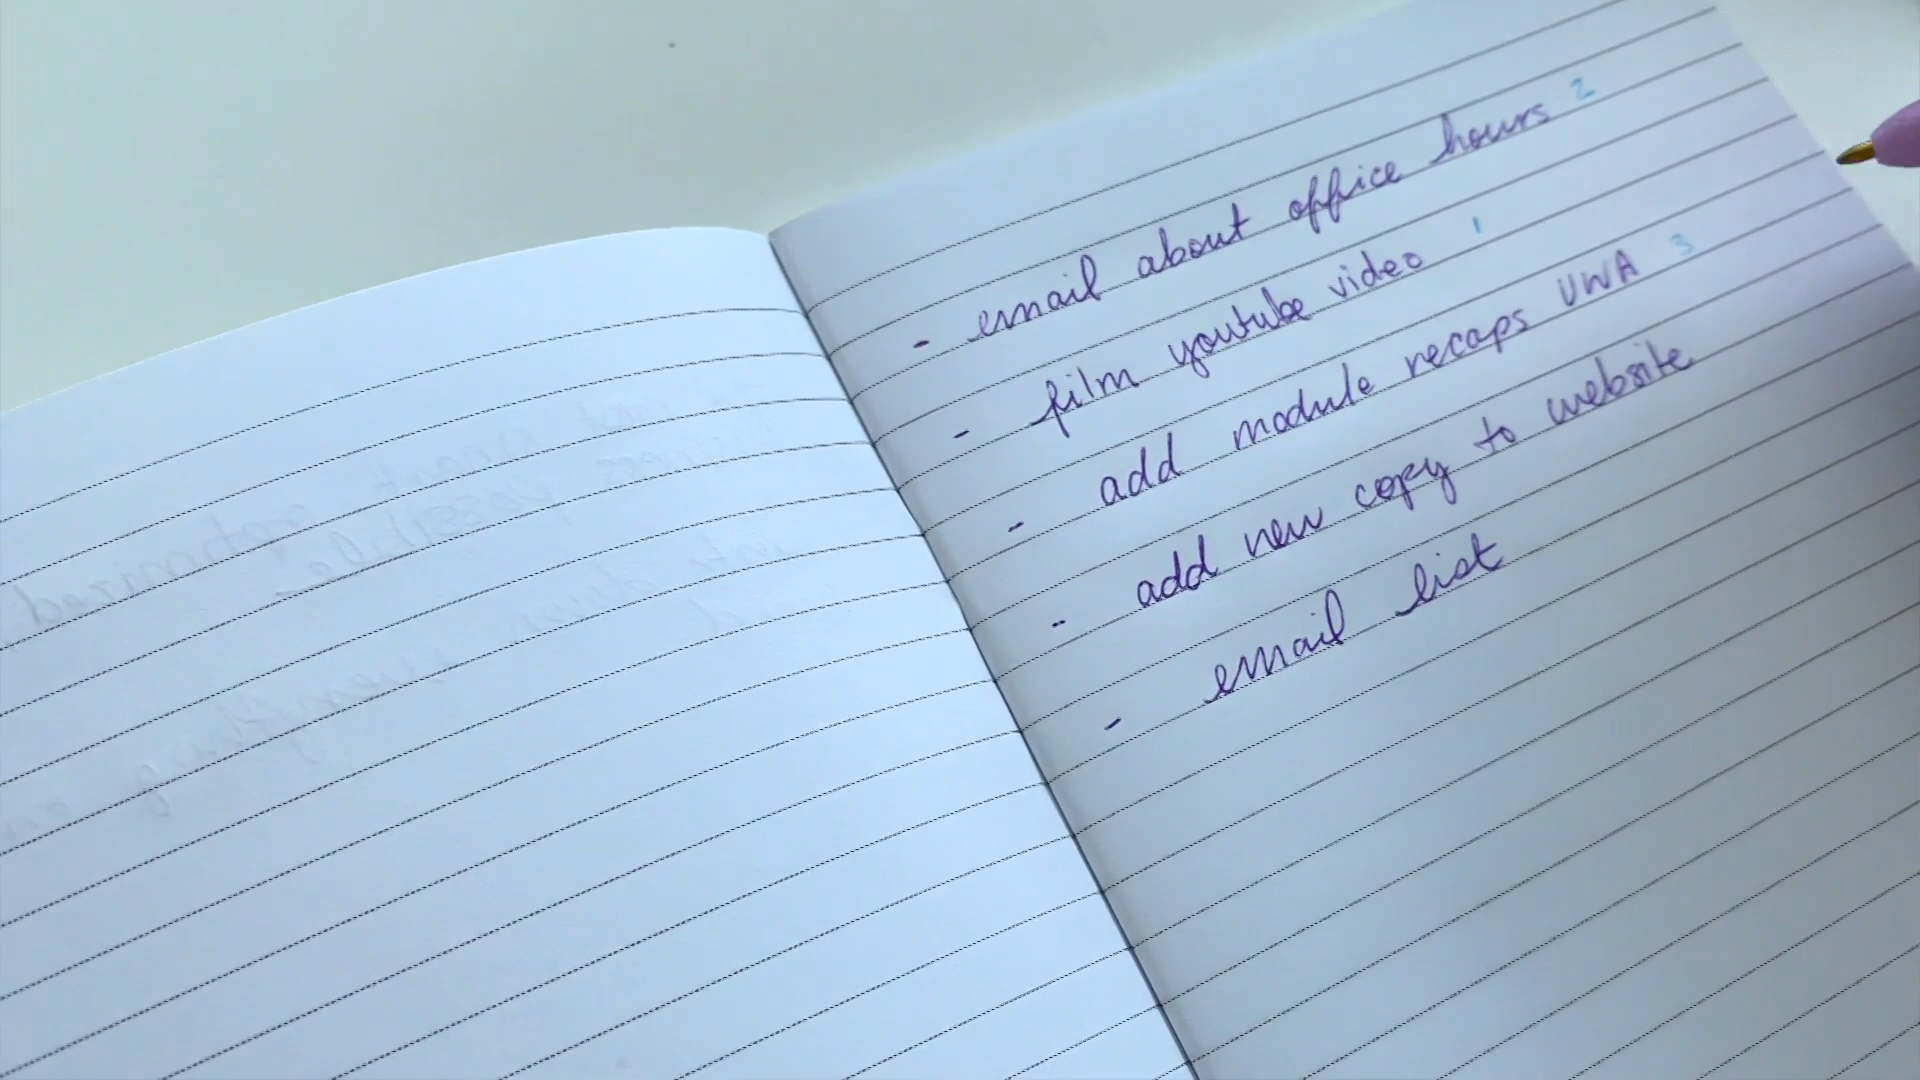 - email about office hours 2
- film youtube video 1
- add module recaps UWA 3
- add new copy to website
- email list